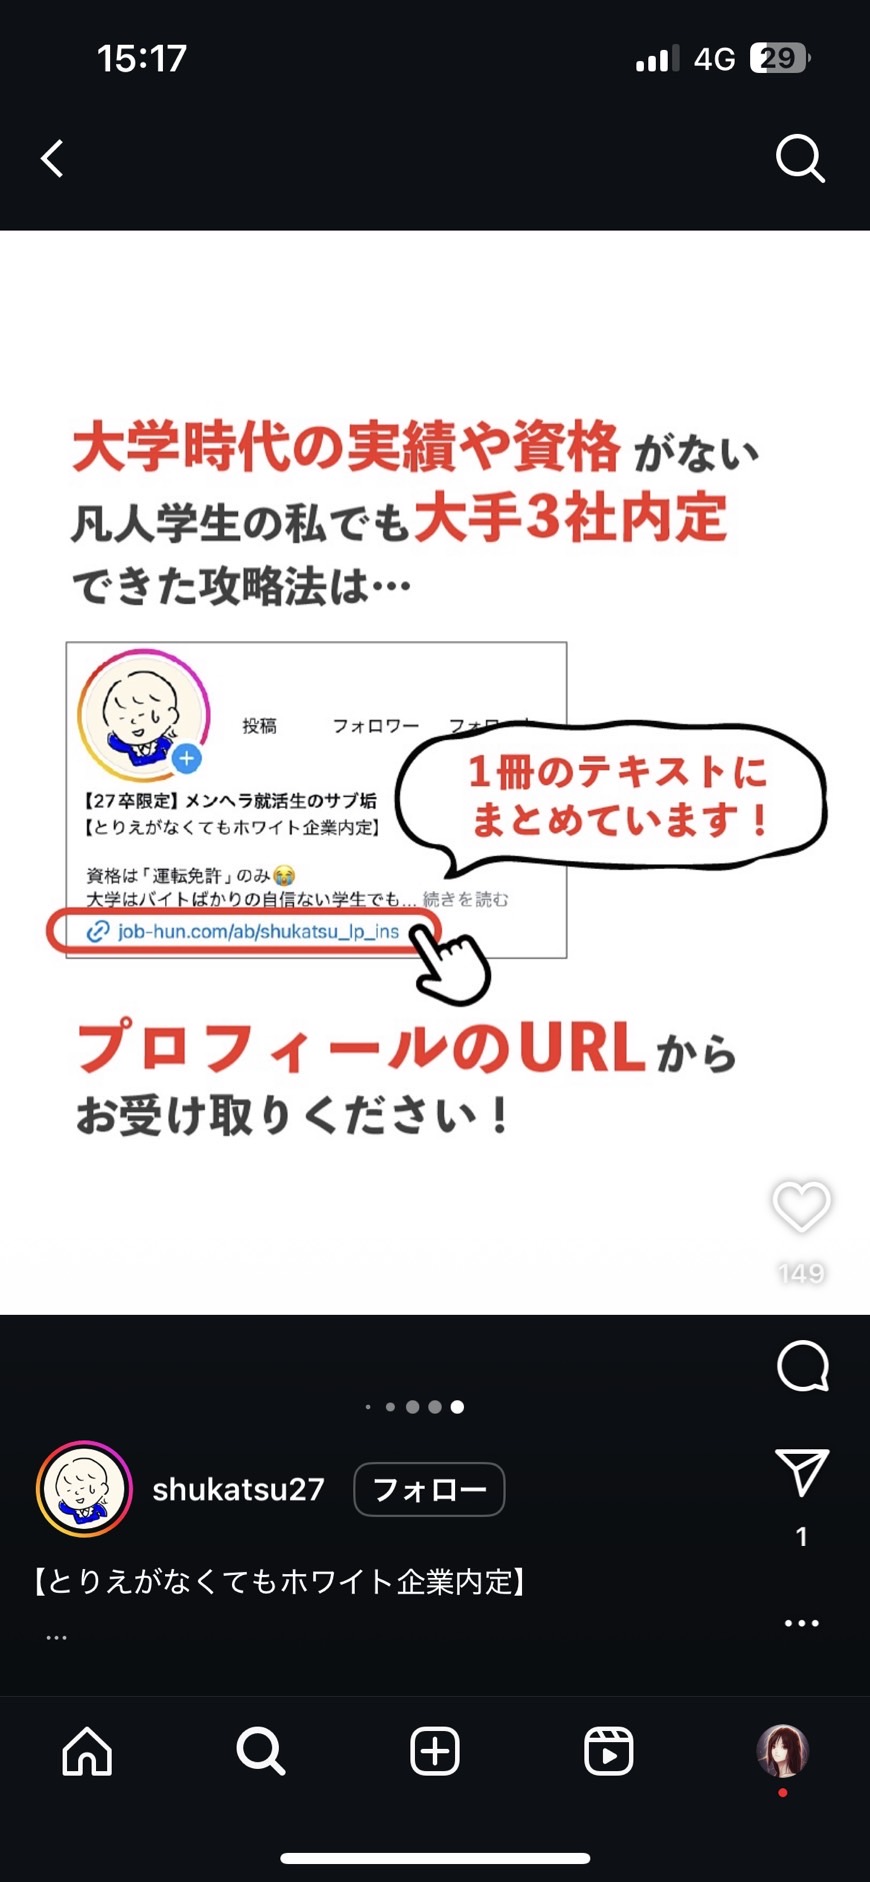 15:17
4G 29
大学時代の実績や資格がない
凡人学生の私でも大手3社内定
できた攻略法は…
投稿 フォロワー フォロー
1冊のテキストに
まとめています！
【27卒限定】メンヘラ就活生のサブ垢
【とりえがなくてもホワイト企業内定】
資格は「運転免許」のみ😭
大学はバイトばかりの自信ない学生でも... 続きを読む
job-hun.com/ab/shukatsu_lp_ins
プロフィールのURLから
お受け取りください！
149
shukatsu27 フォロー
1
【とりえがなくてもホワイト企業内定】
...